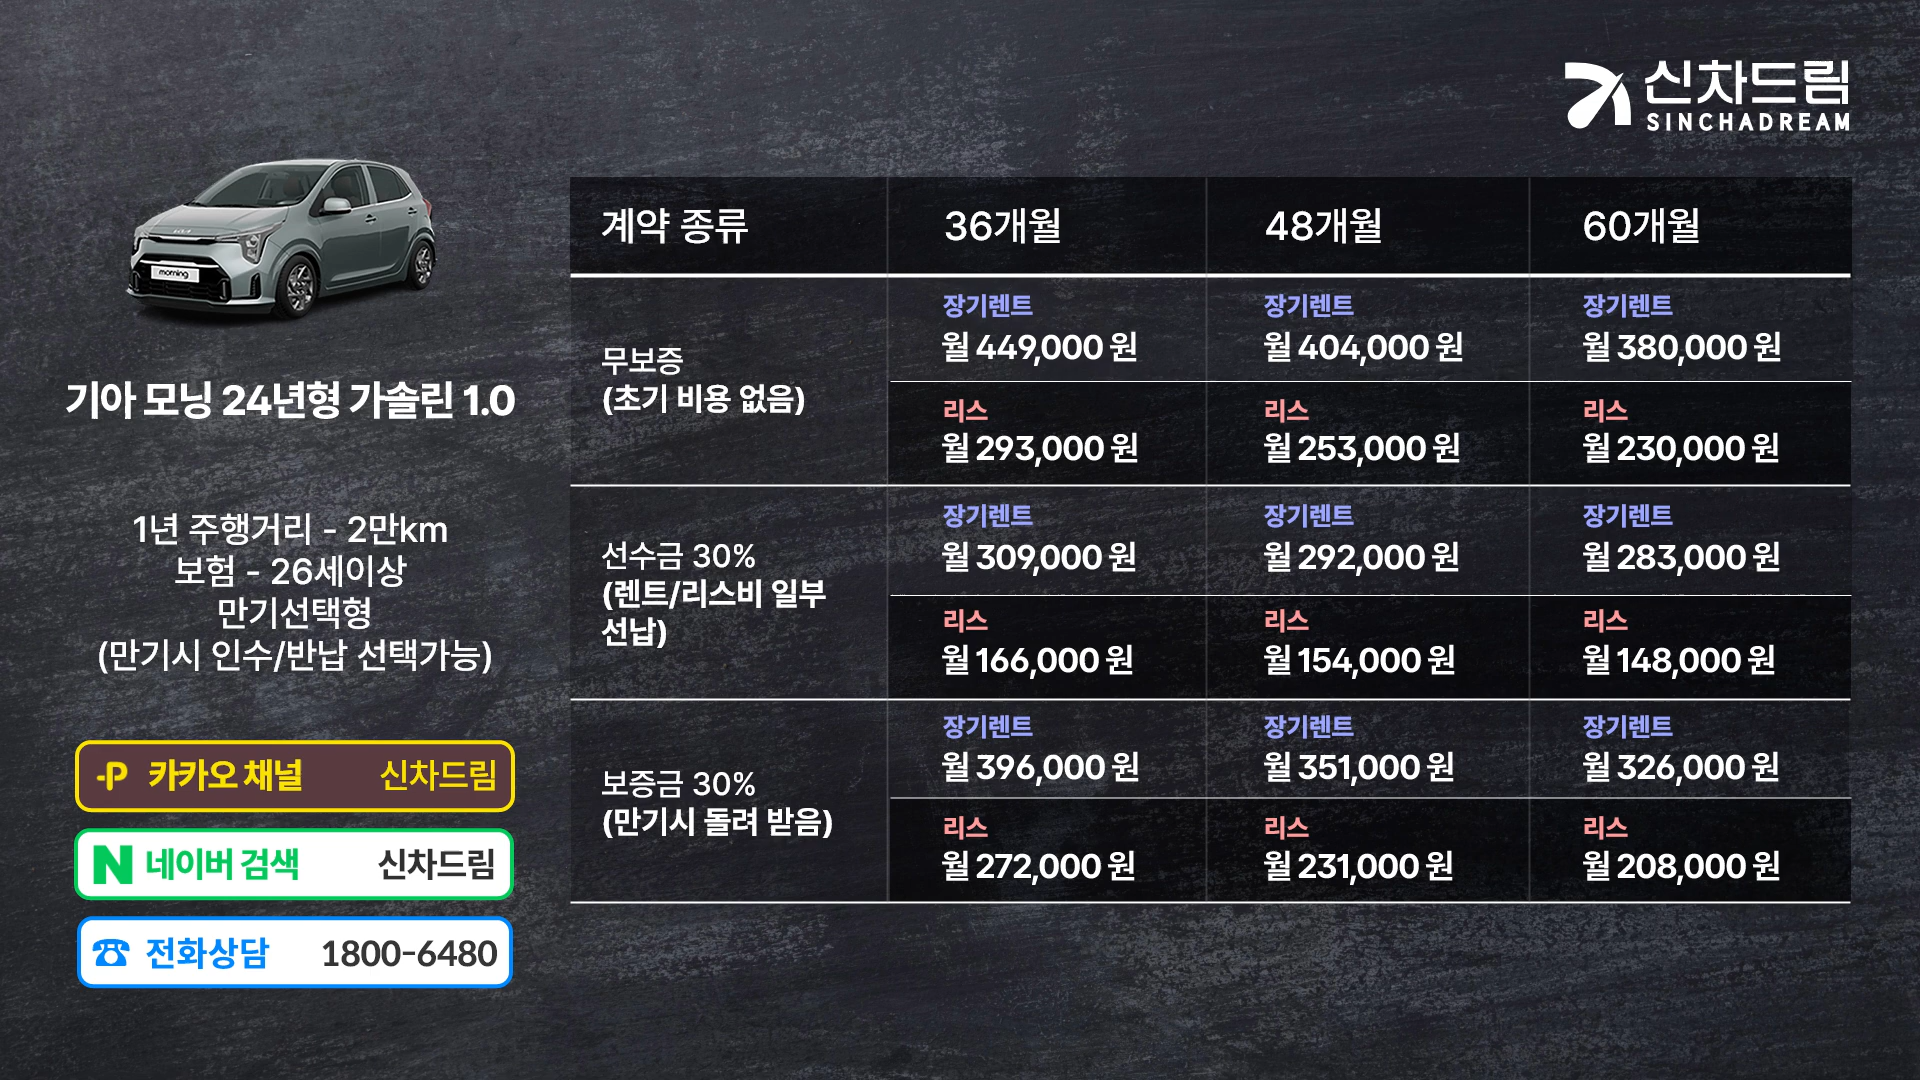 신차드림
SINCHADREAM
morning
기아 모닝 24년형 가솔린 1.0
1년 주행거리 - 2만km
보험 - 26세이상
만기선택형
(만기시 인수/반납 선택가능)
카카오 채널 신차드림
N 네이버 검색 신차드림
전화상담 1800-6480
계약 종류 36개월 48개월 60개월
무보증
(초기 비용 없음)
장기렌트 장기렌트 장기렌트
월 449,000 원 월 404,000 원 월 380,000 원
리스 리스 리스
월 293,000 원 월 253,000 원 월 230,000 원
선수금 30%
(렌트/리스비 일부
선납)
장기렌트 장기렌트 장기렌트
월 309,000 원 월 292,000 원 월 283,000 원
리스 리스 리스
월 166,000 원 월 154,000 원 월 148,000 원
보증금 30%
(만기시 돌려 받음)
장기렌트 장기렌트 장기렌트
월 396,000 원 월 351,000 원 월 326,000 원
리스 리스 리스
월 272,000 원 월 231,000 원 월 208,000 원